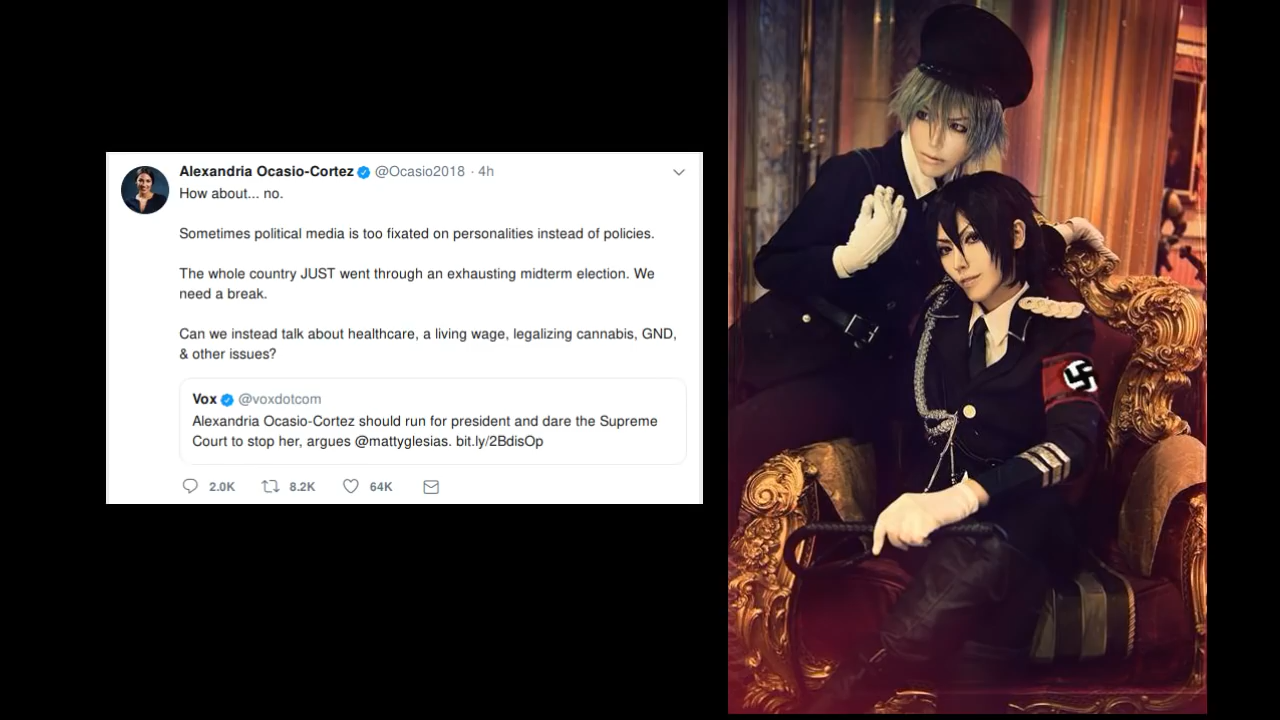 Alexandria Ocasio-Cortez @Ocasio2018 · 4h
How about... no.
Sometimes political media is too fixated on personalities instead of policies.
The whole country JUST went through an exhausting midterm election. We
need a break.
Can we instead talk about healthcare, a living wage, legalizing cannabis, GND,
& other issues?
Vox @voxdotcom
Alexandria Ocasio-Cortez should run for president and dare the Supreme
Court to stop her, argues @mattyglesias. bit.ly/2BdisOp
2.0K 8.2K 64K